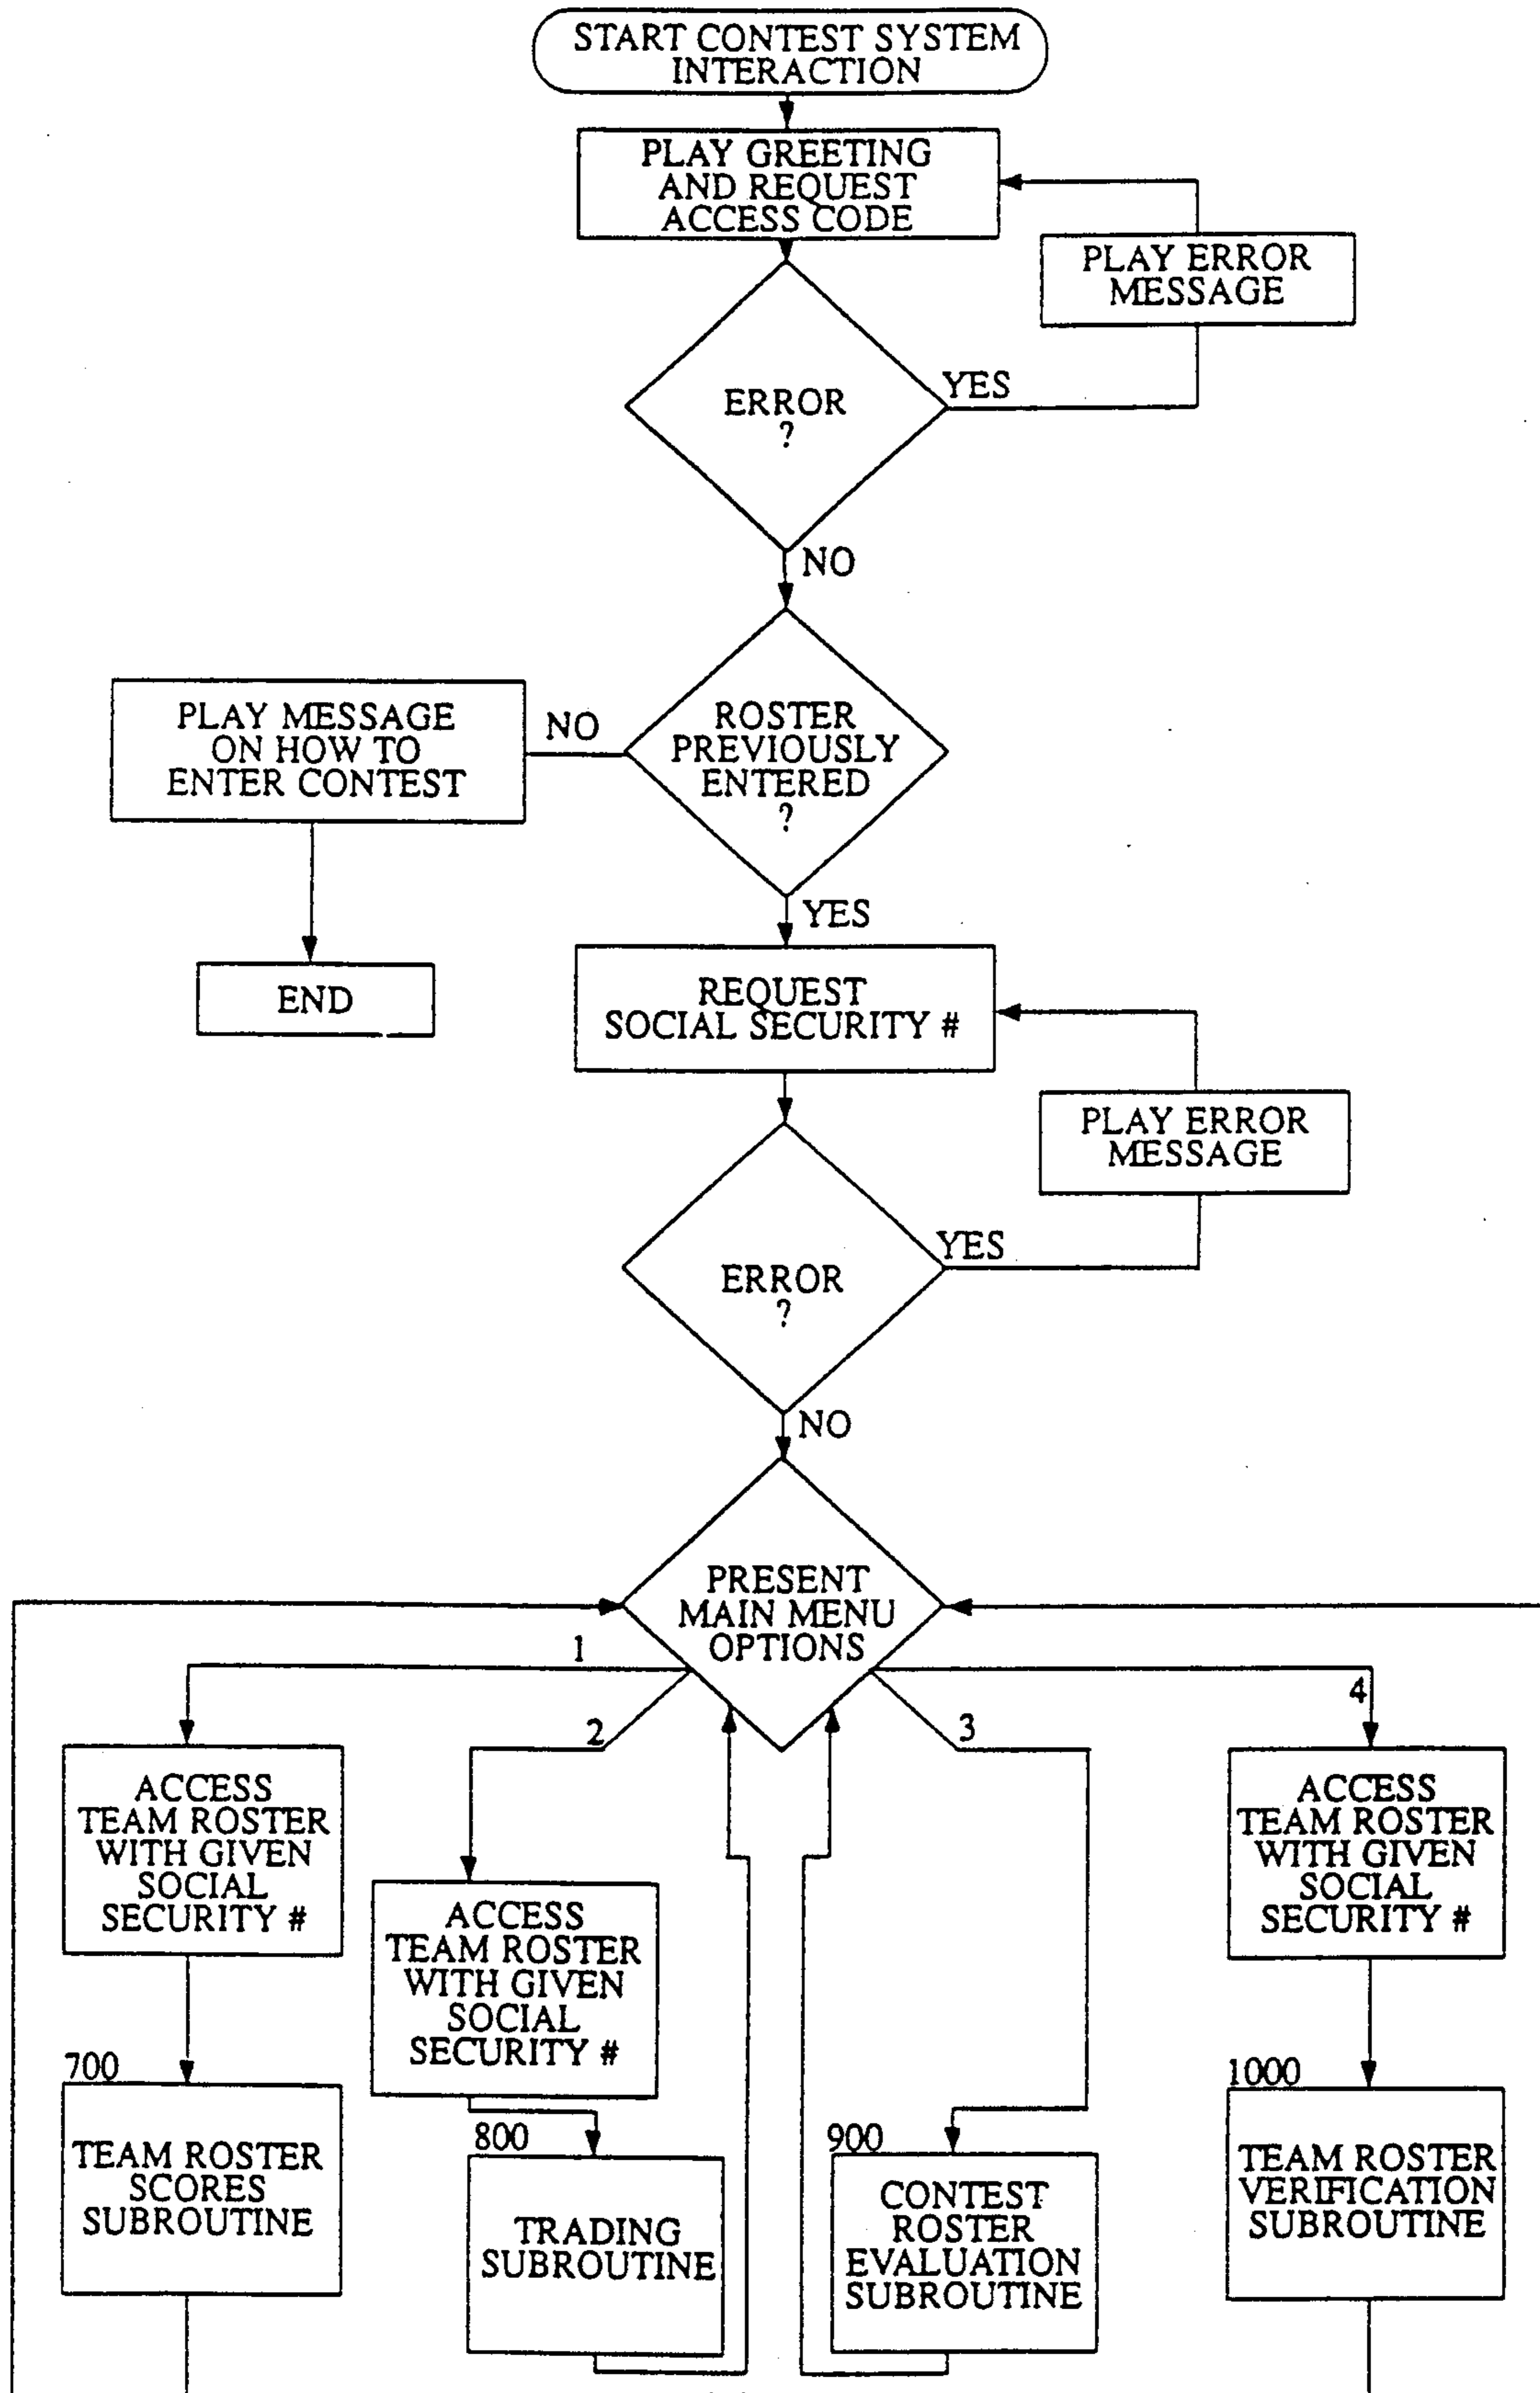 START CONTEST SYSTEM
INTERACTION
PLAY GREETING
AND REQUEST
ACCESS CODE
PLAY ERROR
MESSAGE
ERROR
?
YES
NO
PLAY MESSAGE
ON HOW TO
ENTER CONTEST
NO
ROSTER
PREVIOUSLY
ENTERED
?
YES
END
REQUEST
SOCIAL SECURITY #
PLAY ERROR
MESSAGE
ERROR
?
YES
NO
PRESENT
MAIN MENU
OPTIONS
1
2
3
4
ACCESS
TEAM ROSTER
WITH GIVEN
SOCIAL
SECURITY #
ACCESS
TEAM ROSTER
WITH GIVEN
SOCIAL
SECURITY #
ACCESS
TEAM ROSTER
WITH GIVEN
SOCIAL
SECURITY #
700
TEAM ROSTER
SCORES
SUBROUTINE
800
TRADING
SUBROUTINE
900
CONTEST
ROSTER
EVALUATION
SUBROUTINE
1000
TEAM ROSTER
VERIFICATION
SUBROUTINE